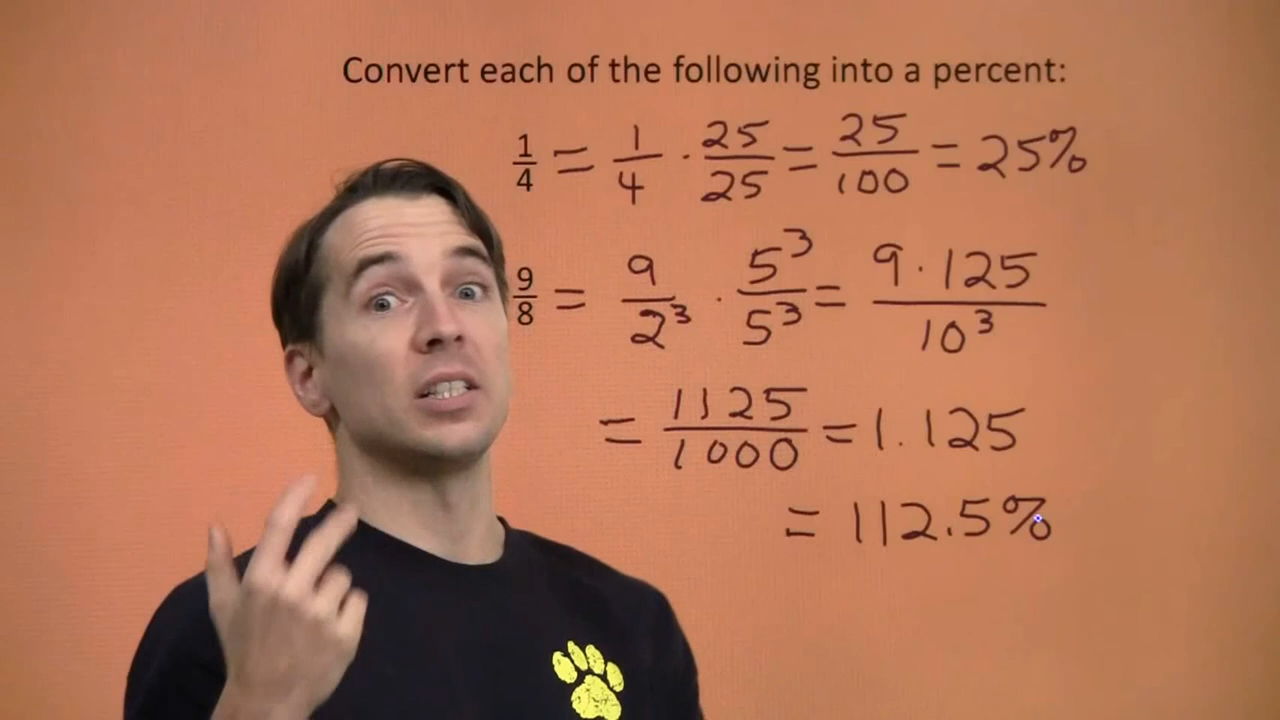 Convert each of the following into a percent:
1/4 = 1/4 · 25/25 = 25/100 = 25%
9/8 = 9/2³ · 5³/5³ = 9·125/10³
= 1125/1000 = 1.125
= 112.5%